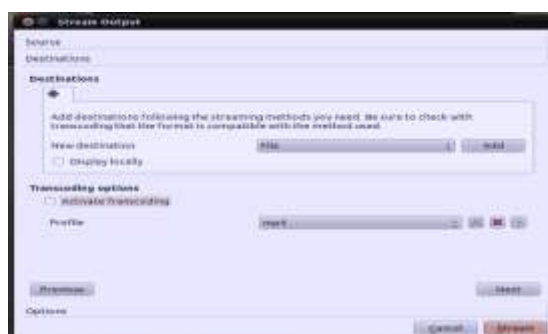 Stream Output
Source
Destinations
Destinations
Add destinations following the streaming methods you need. Be sure to check with
transcoding that the format is compatible with the method used.
New destination File Add
Display locally
Transcoding options
Activate Transcoding
Profile
Previous Next
Options
Cancel Stream